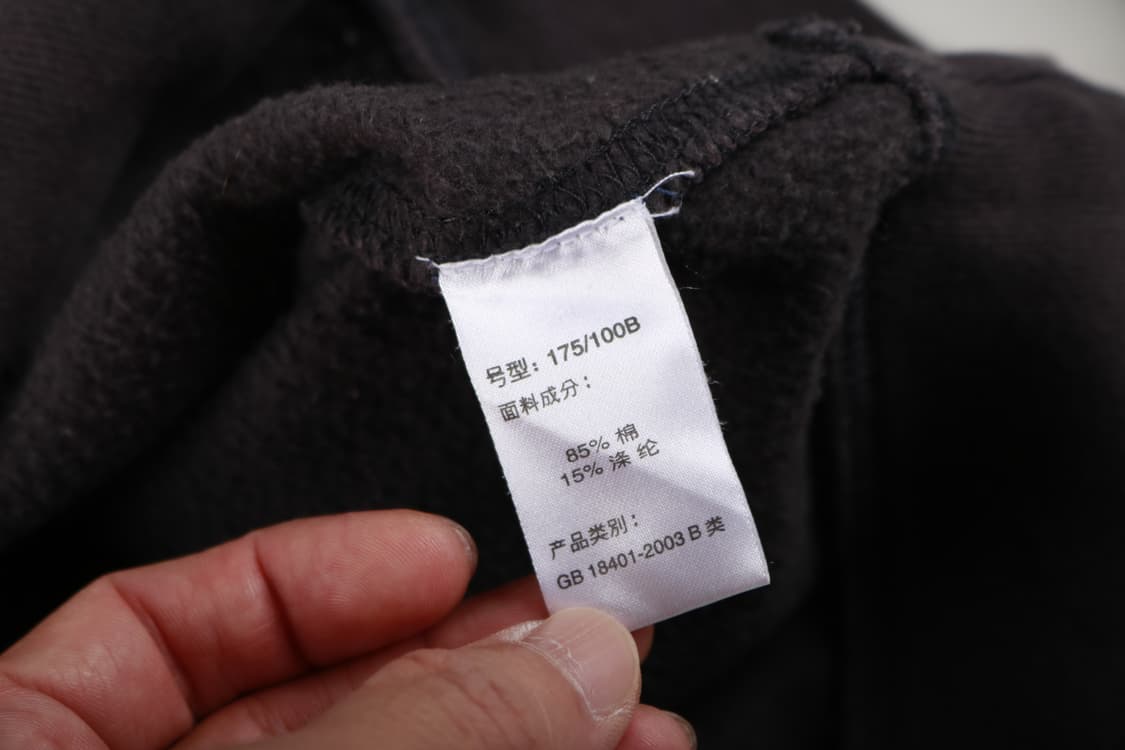 号型：175/100B
面料成分：
85% 棉
15% 涤 纶
产品类别：
GB 18401-2003 B 类